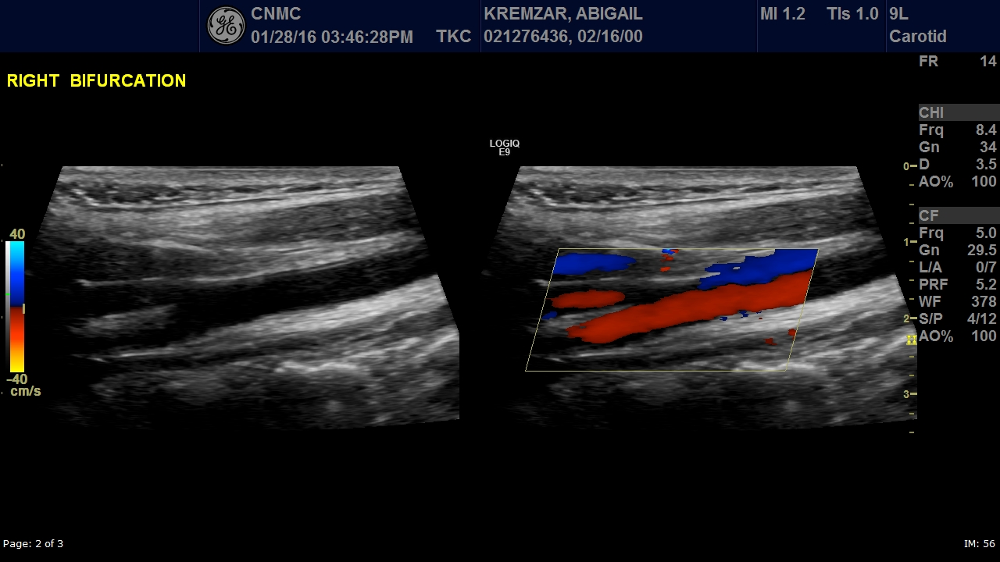 CNMC
01/28/16 03:46:28PM TKC
KREMZAR, ABIGAIL
021276436, 02/16/00
MI 1.2 TIs 1.0
9L
Carotid
RIGHT BIFURCATION
LOGIQ
E9
FR 14
CHI
Frq 8.4
Gn 34
D 3.5
AO% 100
CF
Frq 5.0
Gn 29.5
L/A 0/7
PRF 5.2
WF 378
S/P 4/12
AO% 100
40
-40
cm/s
0
1
2
3
Page: 2 of 3
IM: 56